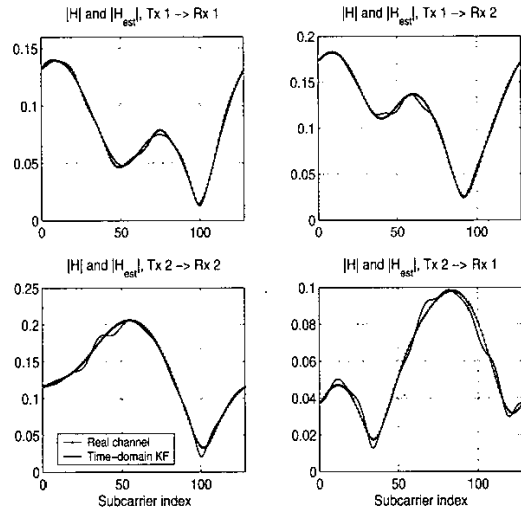 |H| and |H_est|, Tx 1 -> Rx 1
0.15
0.1
0.05
0
0 50 100
|H| and |H_est|, Tx 1 -> Rx 2
0.2
0.15
0.1
0.05
0
0 50 100
|H| and |H_est|, Tx 2 -> Rx 2
0.25
0.2
0.15
0.1
0.05
0
Real channel
Time-domain KF
0 50 100
Subcarrier index
|H| and |H_est|, Tx 2 -> Rx 1
0.1
0.08
0.06
0.04
0.02
0
0 50 100
Subcarrier index